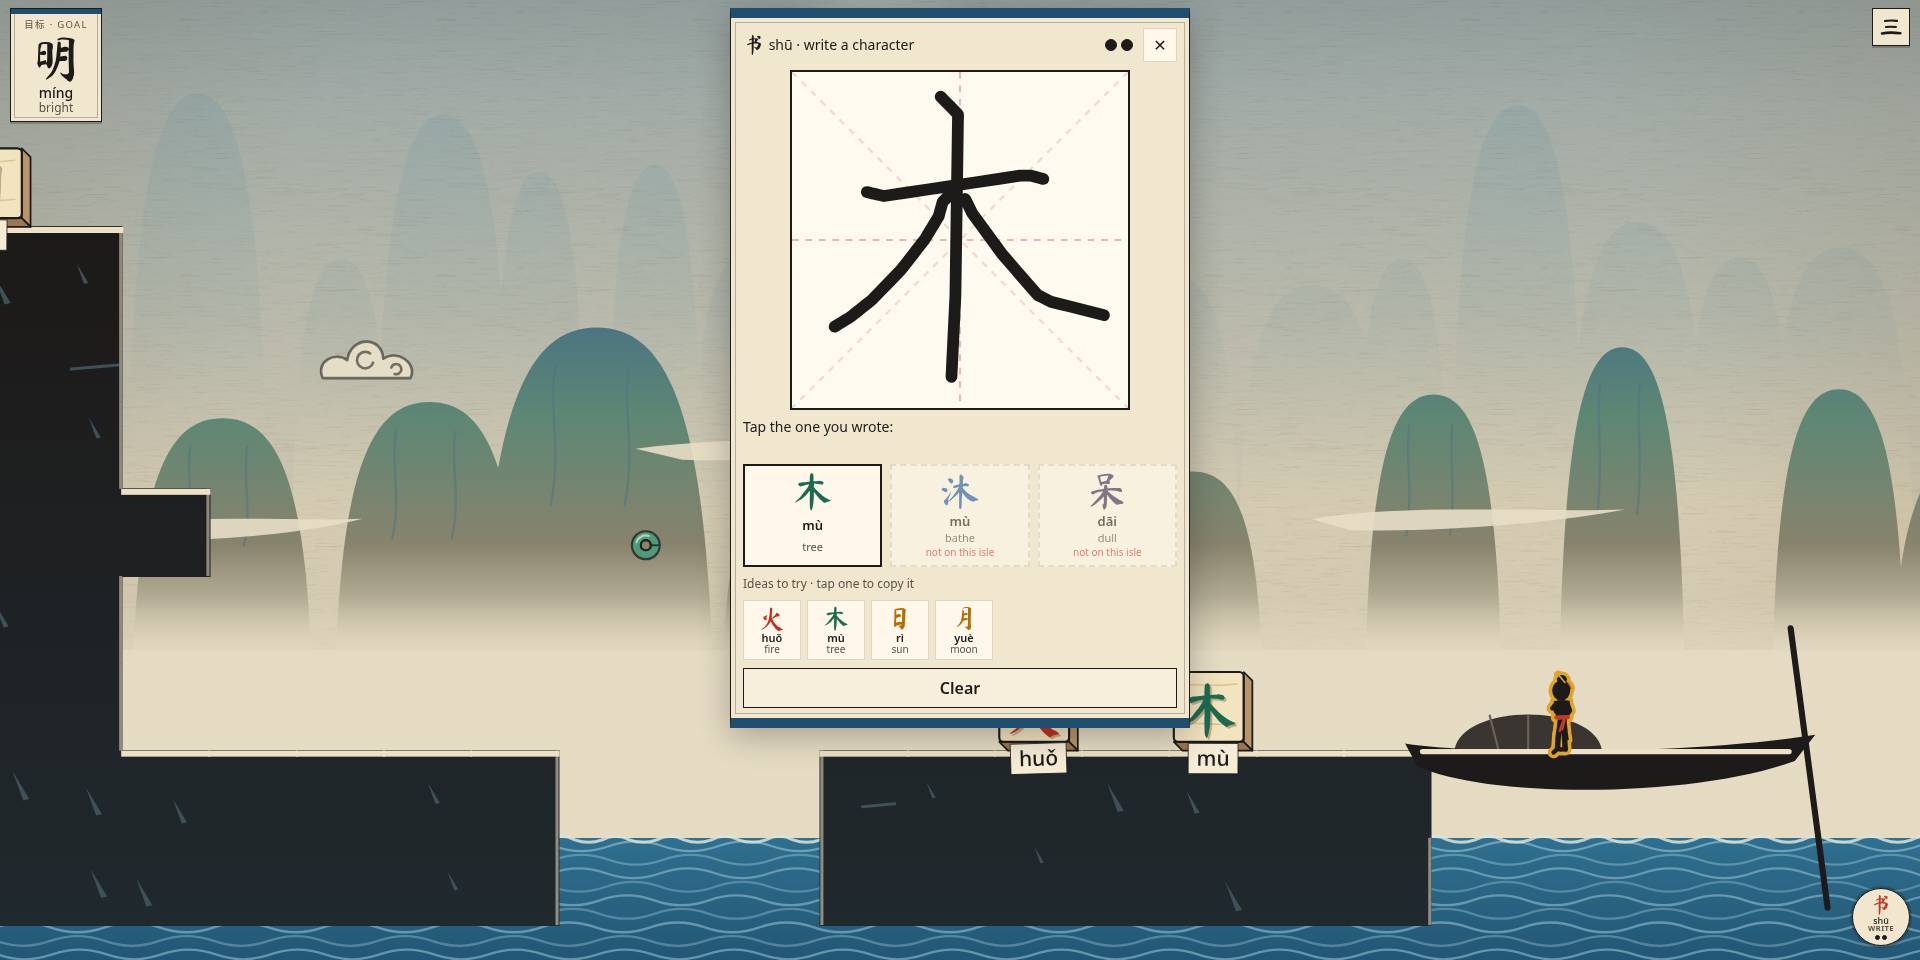 目标 · GOAL
明
míng
bright
三
书 shū · write a character
×
木
Tap the one you wrote:
木
mù
tree
沐
mù
bathe
not on this isle
呆
dāi
dull
not on this isle
Ideas to try · tap one to copy it
火
huǒ
fire
木
mù
tree
日
rì
sun
月
yuè
moon
Clear
木
huǒ
mù
书
shū
WRITE